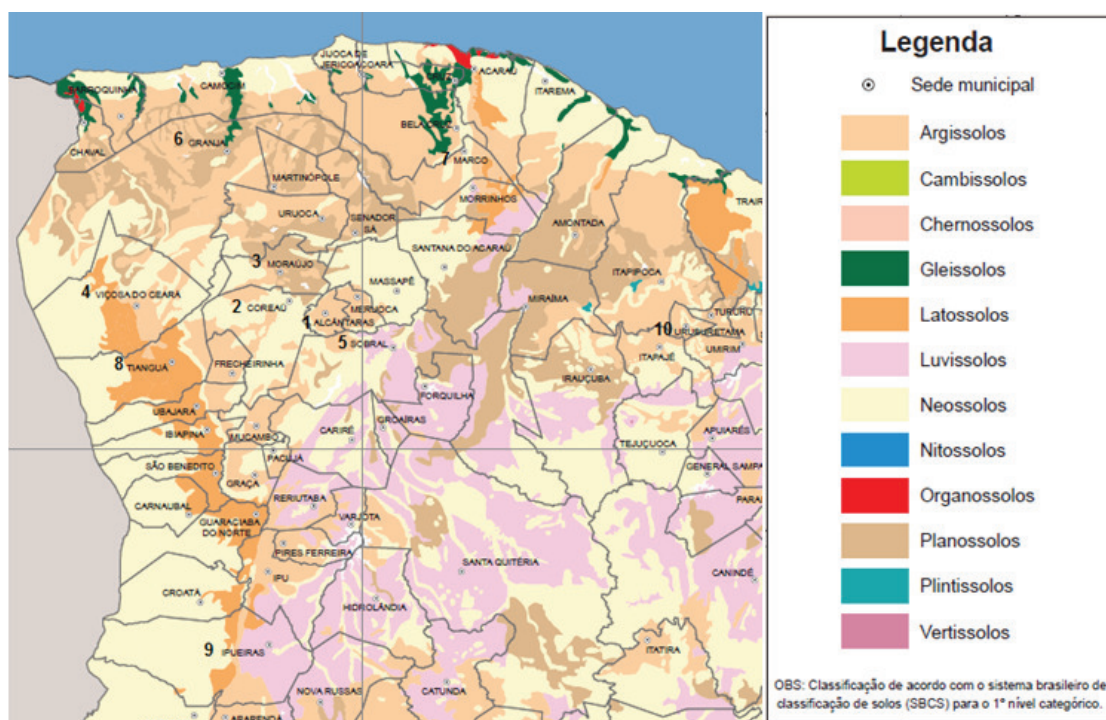 JIJOCA DE
JERICOACOARA
ACARAÚ
BARROQUINHA
CAMOCIM
ITAREMA
BELA CRUZ
CHAVAL
6
GRANJA
7
MARCO
MARTINÓPOLE
MORRINHOS
TRAIR
URUOCA
SENADOR
SÁ
AMONTADA
SANTANA DO ACARAÚ
3
MORAÚJO
ITAPIPOCA
4
VIÇOSA DO CEARÁ
MASSAPÊ
2
COREAÚ
MERUOCA
MIRAÍMA
1
ALCÂNTARAS
TURURU
10
URUBURETAMA
5
SOBRAL
ITAPAJÉ
UMIRIM
8
TIANGUÁ
FRECHEIRINHA
IRAUÇUBA
FORQUILHA
UBAJARA
GROAÍRAS
IBIAPINA
MUCAMBO
CARIRÉ
TEJUÇUOCA
APUIARÉS
PACUJÁ
SÃO BENEDITO
GENERAL SAMPA
GRAÇA
RERIUTABA
PARAM
CARNAUBAL
GUARACIABA
DO NORTE
VARJOTA
PIRES FERREIRA
IPU
SANTA QUITÉRIA
CANINDÉ
CROATÁ
HIDROLÂNDIA
9
IPUEIRAS
ITATIRA
NOVA RUSSAS
CATUNDA
ARARENDÁ
Legenda
Sede municipal
Argissolos
Cambissolos
Chernossolos
Gleissolos
Latossolos
Luvissolos
Neossolos
Nitossolos
Organossolos
Planossolos
Plintissolos
Vertissolos
OBS: Classificação de acordo com o sistema brasileiro de
classificação de solos (SBCS) para o 1º nível categórico.